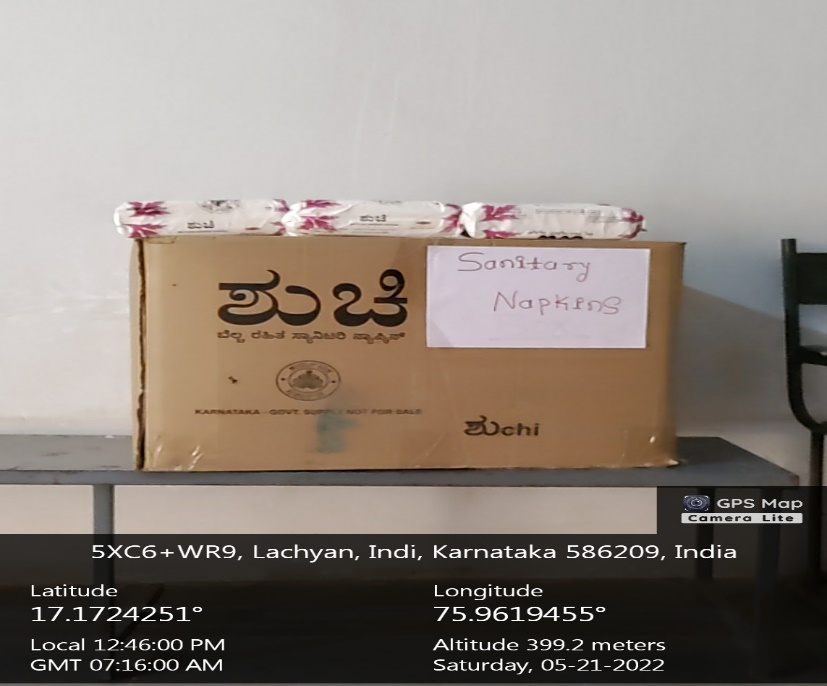 ಶುಚಿ
ಶುಚಿ
ಶುಚಿ
ಬೆಲ್ಟ್ ರಹಿತ ಸ್ಯಾನಿಟರಿ ನ್ಯಾಪ್ಕಿನ್
KARNATAKA - GOVT. SUPPLY NOT FOR SALE
ಶುchi
Sanitary
Napkins
GPS Map
Camera Lite
5XC6+WR9, Lachyan, Indi, Karnataka 586209, India
Latitude
17.1724251°
Longitude
75.9619455°
Local 12:46:00 PM
GMT 07:16:00 AM
Altitude 399.2 meters
Saturday, 05-21-2022